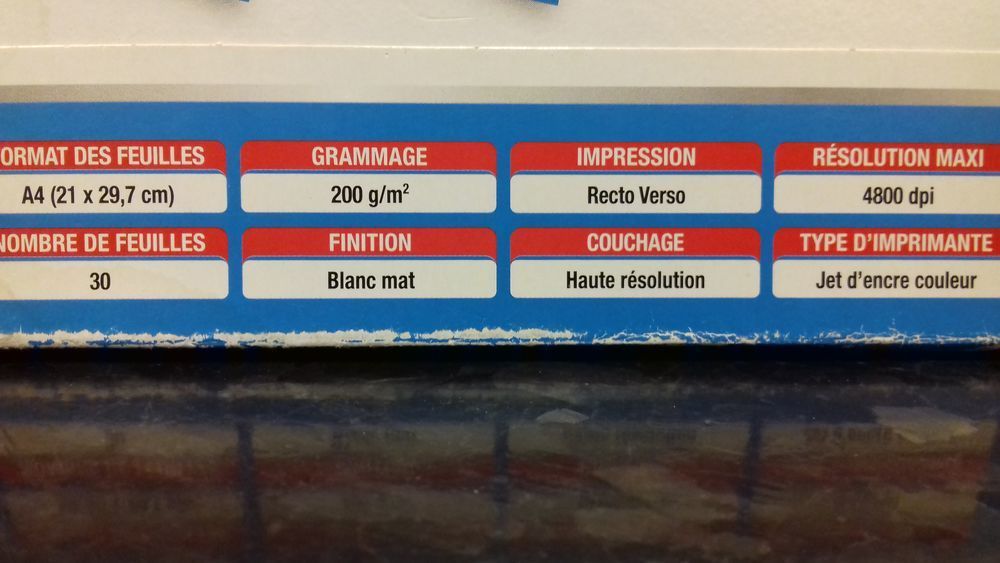 ORMAT DES FEUILLES GRAMMAGE IMPRESSION RÉSOLUTION MAXI
A4 (21 x 29,7 cm) 200 g/m² Recto Verso 4800 dpi
NOMBRE DE FEUILLES FINITION COUCHAGE TYPE D'IMPRIMANTE
30 Blanc mat Haute résolution Jet d'encre couleur